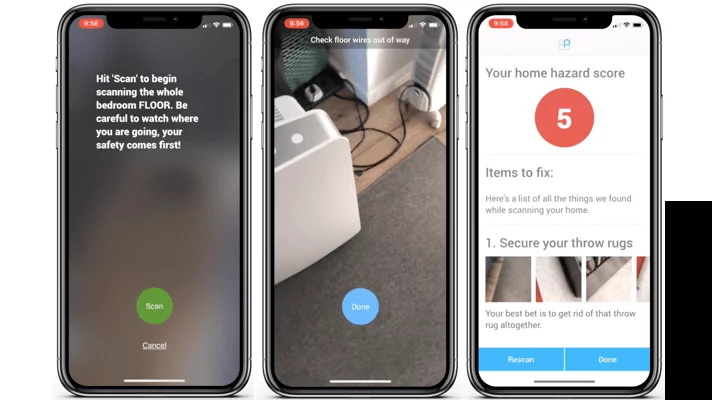 9:56
Hit 'Scan' to begin
scanning the whole
bedroom FLOOR. Be
careful to watch where
you are going, your
safety comes first!
Scan
Cancel
9:56
Check floor wires out of way
Done
9:58
Your home hazard score
5
Items to fix:
Here's a list of all the things we found
while scanning your home.
1. Secure your throw rugs
Your best bet is to get rid of that throw
rug altogether.
Rescan
Done